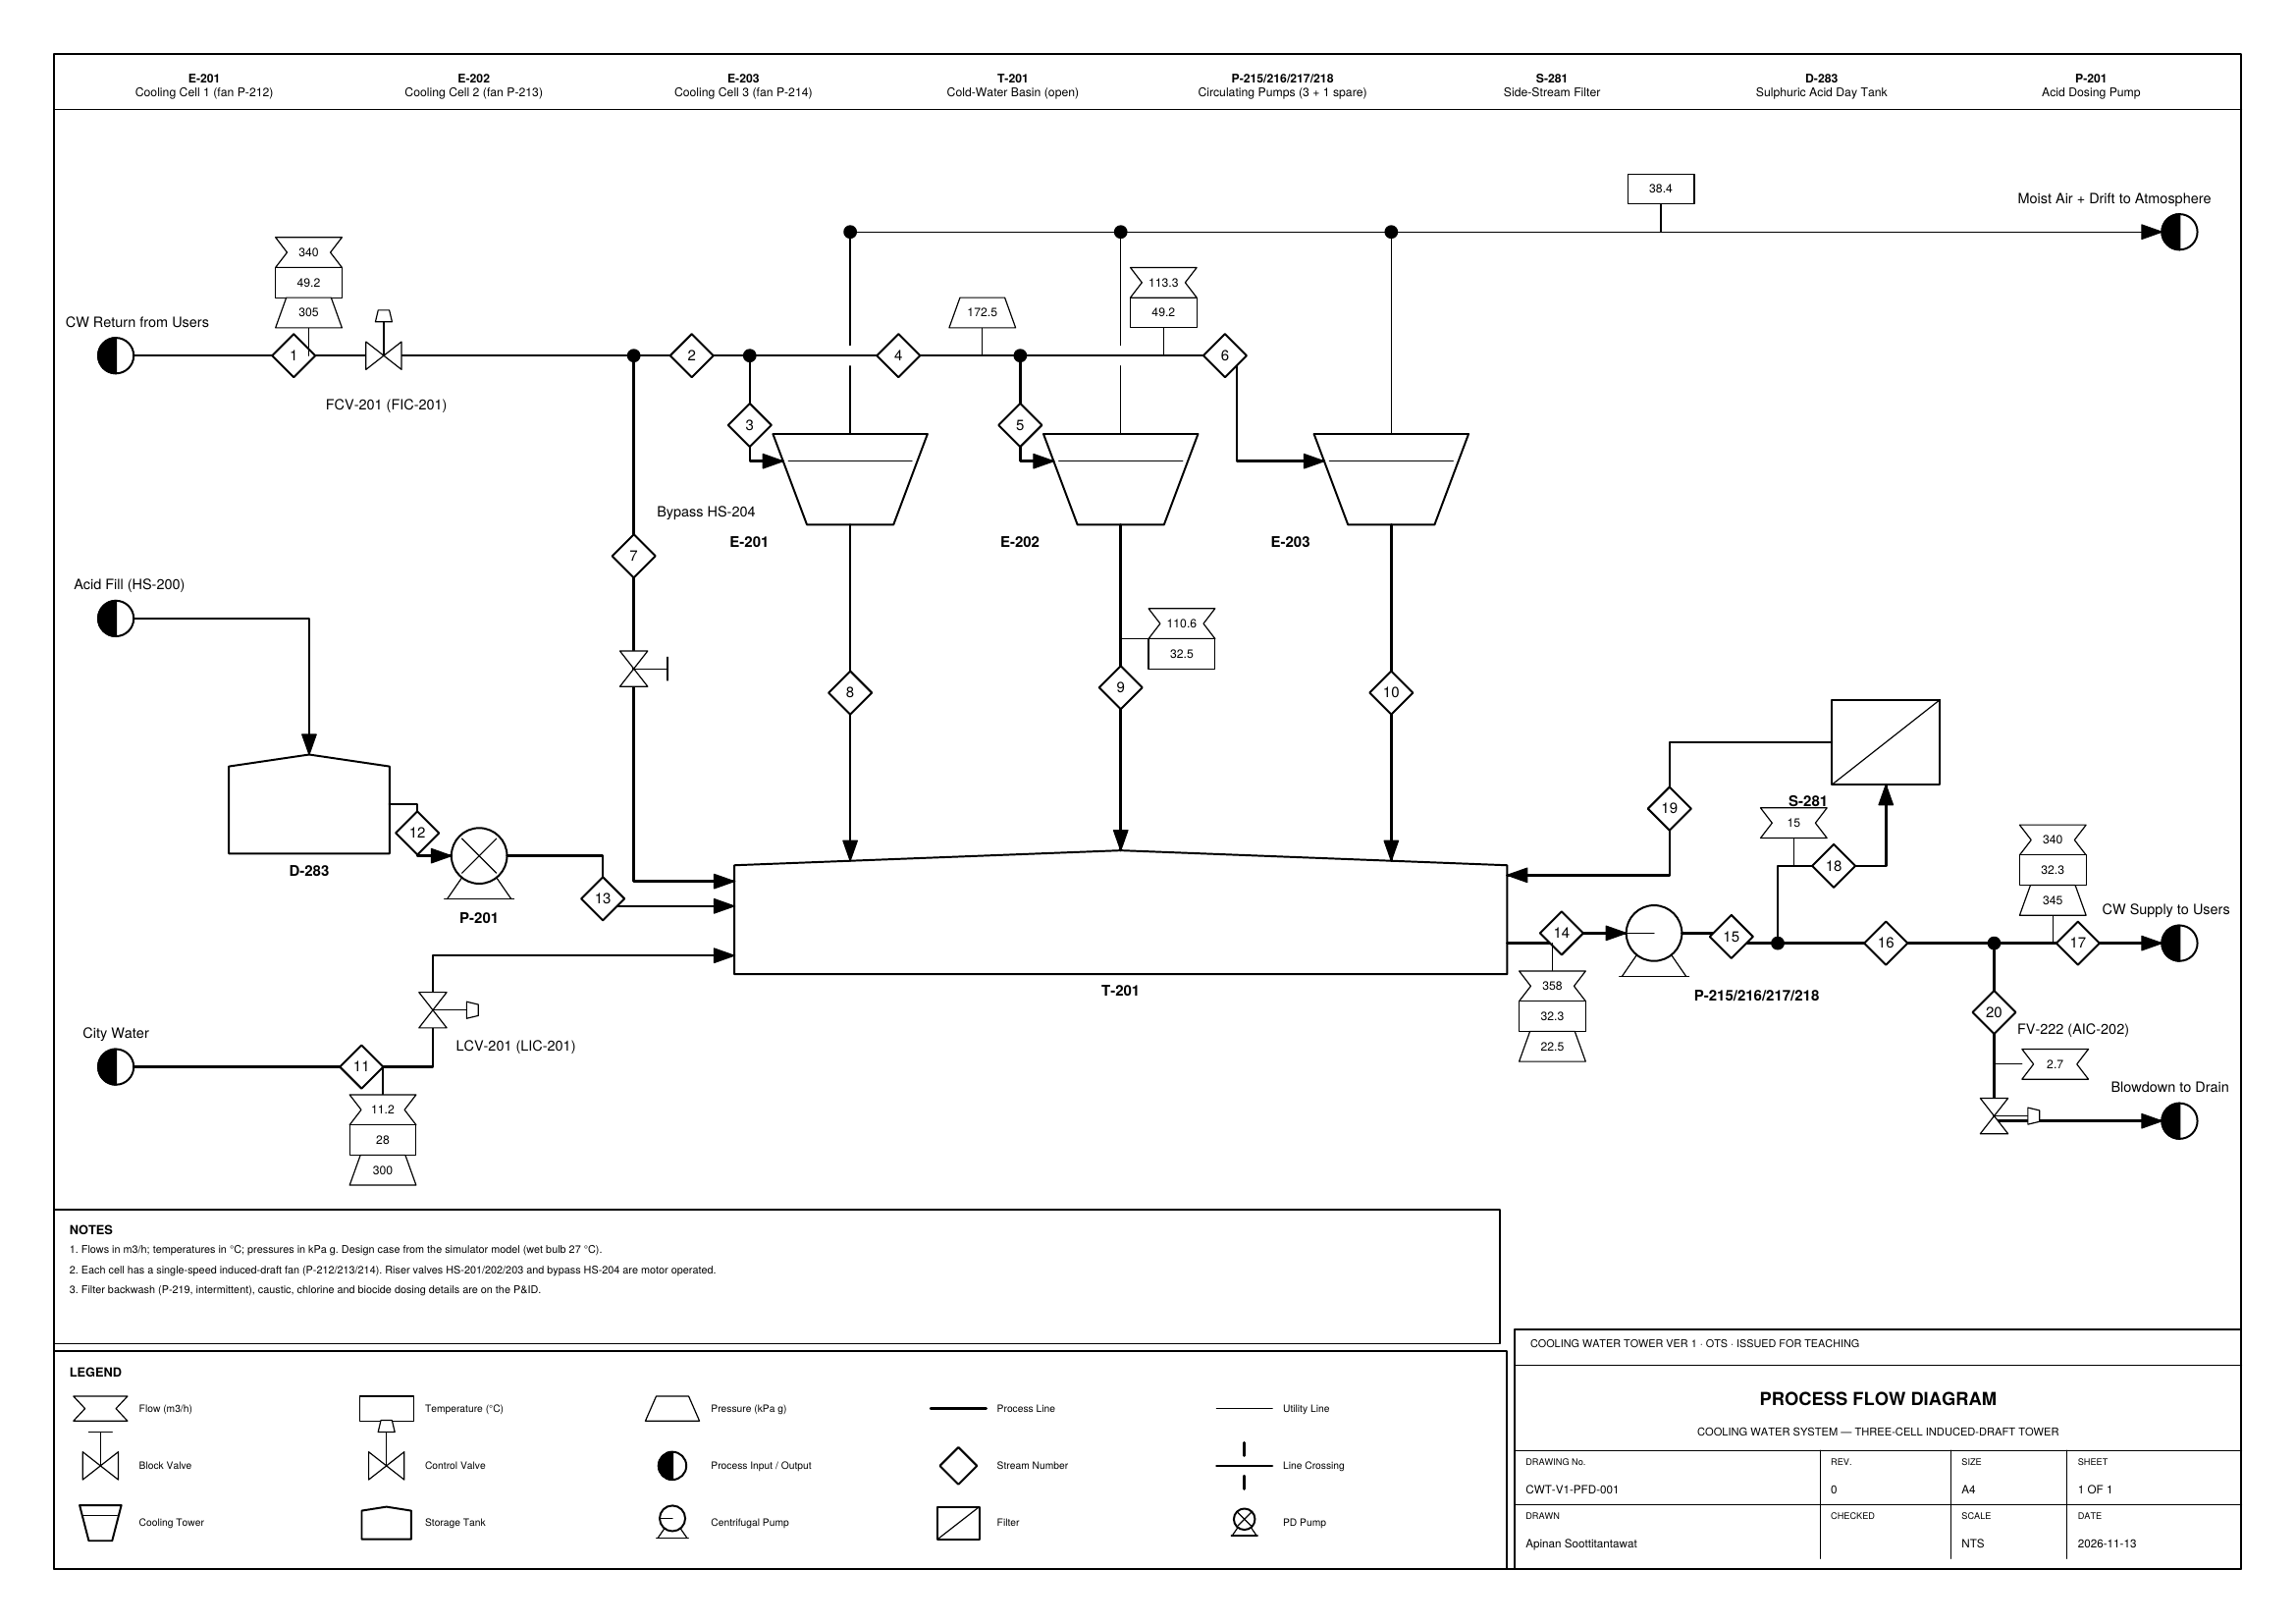 E-201
Cooling Cell 1 (fan P-212)
E-202
Cooling Cell 2 (fan P-213)
E-203
Cooling Cell 3 (fan P-214)
T-201
Cold-Water Basin (open)
P-215/216/217/218
Circulating Pumps (3 + 1 spare)
S-281
Side-Stream Filter
D-283
Sulphuric Acid Day Tank
P-201
Acid Dosing Pump
38.4
Moist Air + Drift to Atmosphere
340
49.2
305
113.3
49.2
172.5
CW Return from Users
1
2
4
6
FCV-201 (FIC-201)
3
5
Bypass HS-204
E-201
E-202
E-203
7
Acid Fill (HS-200)
110.6
32.5
8
9
10
19
S-281
15
18
12
D-283
P-201
13
340
32.3
345
CW Supply to Users
14
15
16
17
T-201
P-215/216/217/218
358
32.3
22.5
20
FV-222 (AIC-202)
2.7
Blowdown to Drain
City Water
LCV-201 (LIC-201)
11
11.2
28
300
NOTES
1. Flows in m3/h; temperatures in °C; pressures in kPa g. Design case from the simulator model (wet bulb 27 °C).
2. Each cell has a single-speed induced-draft fan (P-212/213/214). Riser valves HS-201/202/203 and bypass HS-204 are motor operated.
3. Filter backwash (P-219, intermittent), caustic, chlorine and biocide dosing details are on the P&ID.
LEGEND
Flow (m3/h)
Temperature (°C)
Pressure (kPa g)
Process Line
Utility Line
Block Valve
Control Valve
Process Input / Output
Stream Number
Line Crossing
Cooling Tower
Storage Tank
Centrifugal Pump
Filter
PD Pump
COOLING WATER TOWER VER 1 · OTS · ISSUED FOR TEACHING
PROCESS FLOW DIAGRAM
COOLING WATER SYSTEM — THREE-CELL INDUCED-DRAFT TOWER
DRAWING No.
CWT-V1-PFD-001
REV.
0
SIZE
A4
SHEET
1 OF 1
DRAWN
Apinan Soottitantawat
CHECKED
SCALE
NTS
DATE
2026-11-13